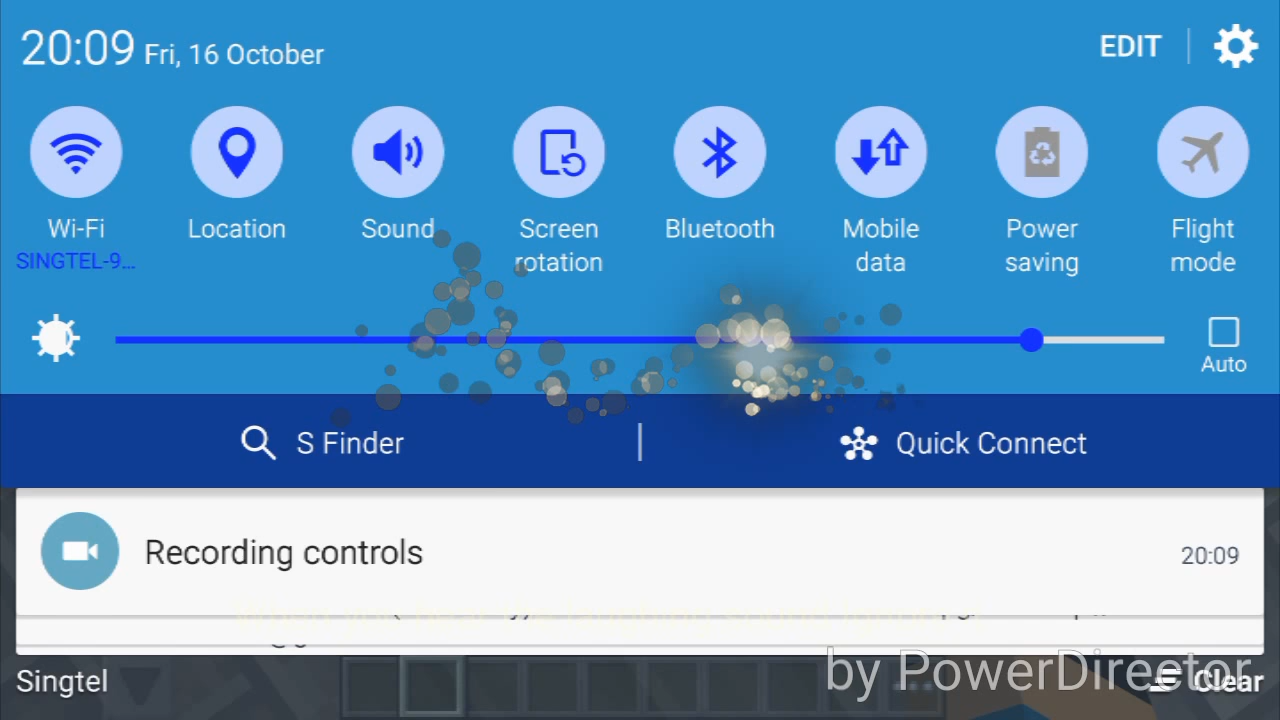 20:09 Fri, 16 October
EDIT
Wi-Fi
SINGTEL-9...
Location
Sound
Screen
rotation
Bluetooth
Mobile
data
Power
saving
Flight
mode
Auto
S Finder
Quick Connect
Recording controls
20:09
Singtel
by PowerDirector
Clear